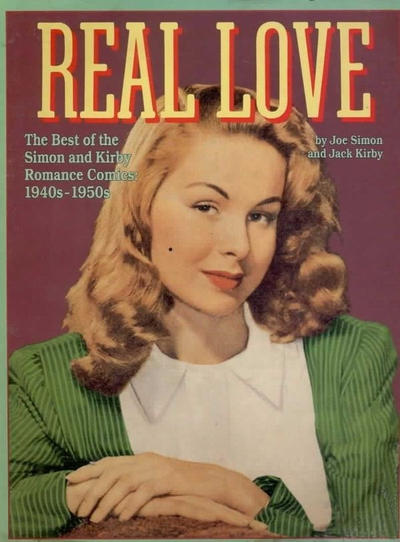 REAL LOVE
The Best of the
Simon and Kirby
Romance Comics:
1940s-1950s
by Joe Simon
and Jack Kirby